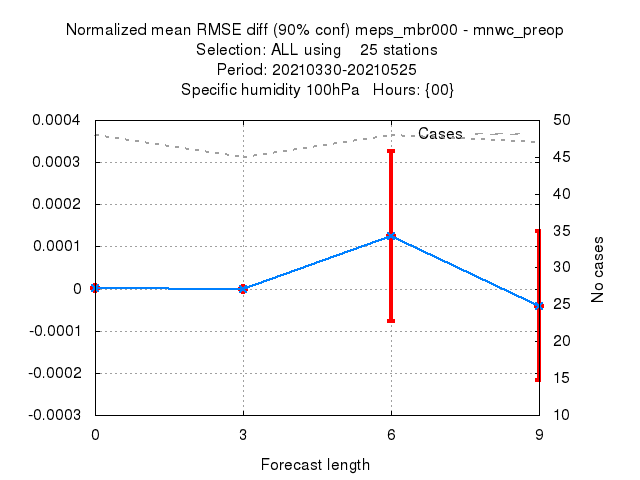 Normalized mean RMSE diff (90% conf) meps_mbr000 - mnwc_preop
Selection: ALL using    25 stations
Period: 20210330-20210525
Specific humidity 100hPa   Hours: {00}
0.0004
0.0003
0.0002
0.0001
0
-0.0001
-0.0002
-0.0003
Cases
50
45
40
35
30
25
20
15
10
No cases
0 3 6 9
Forecast length